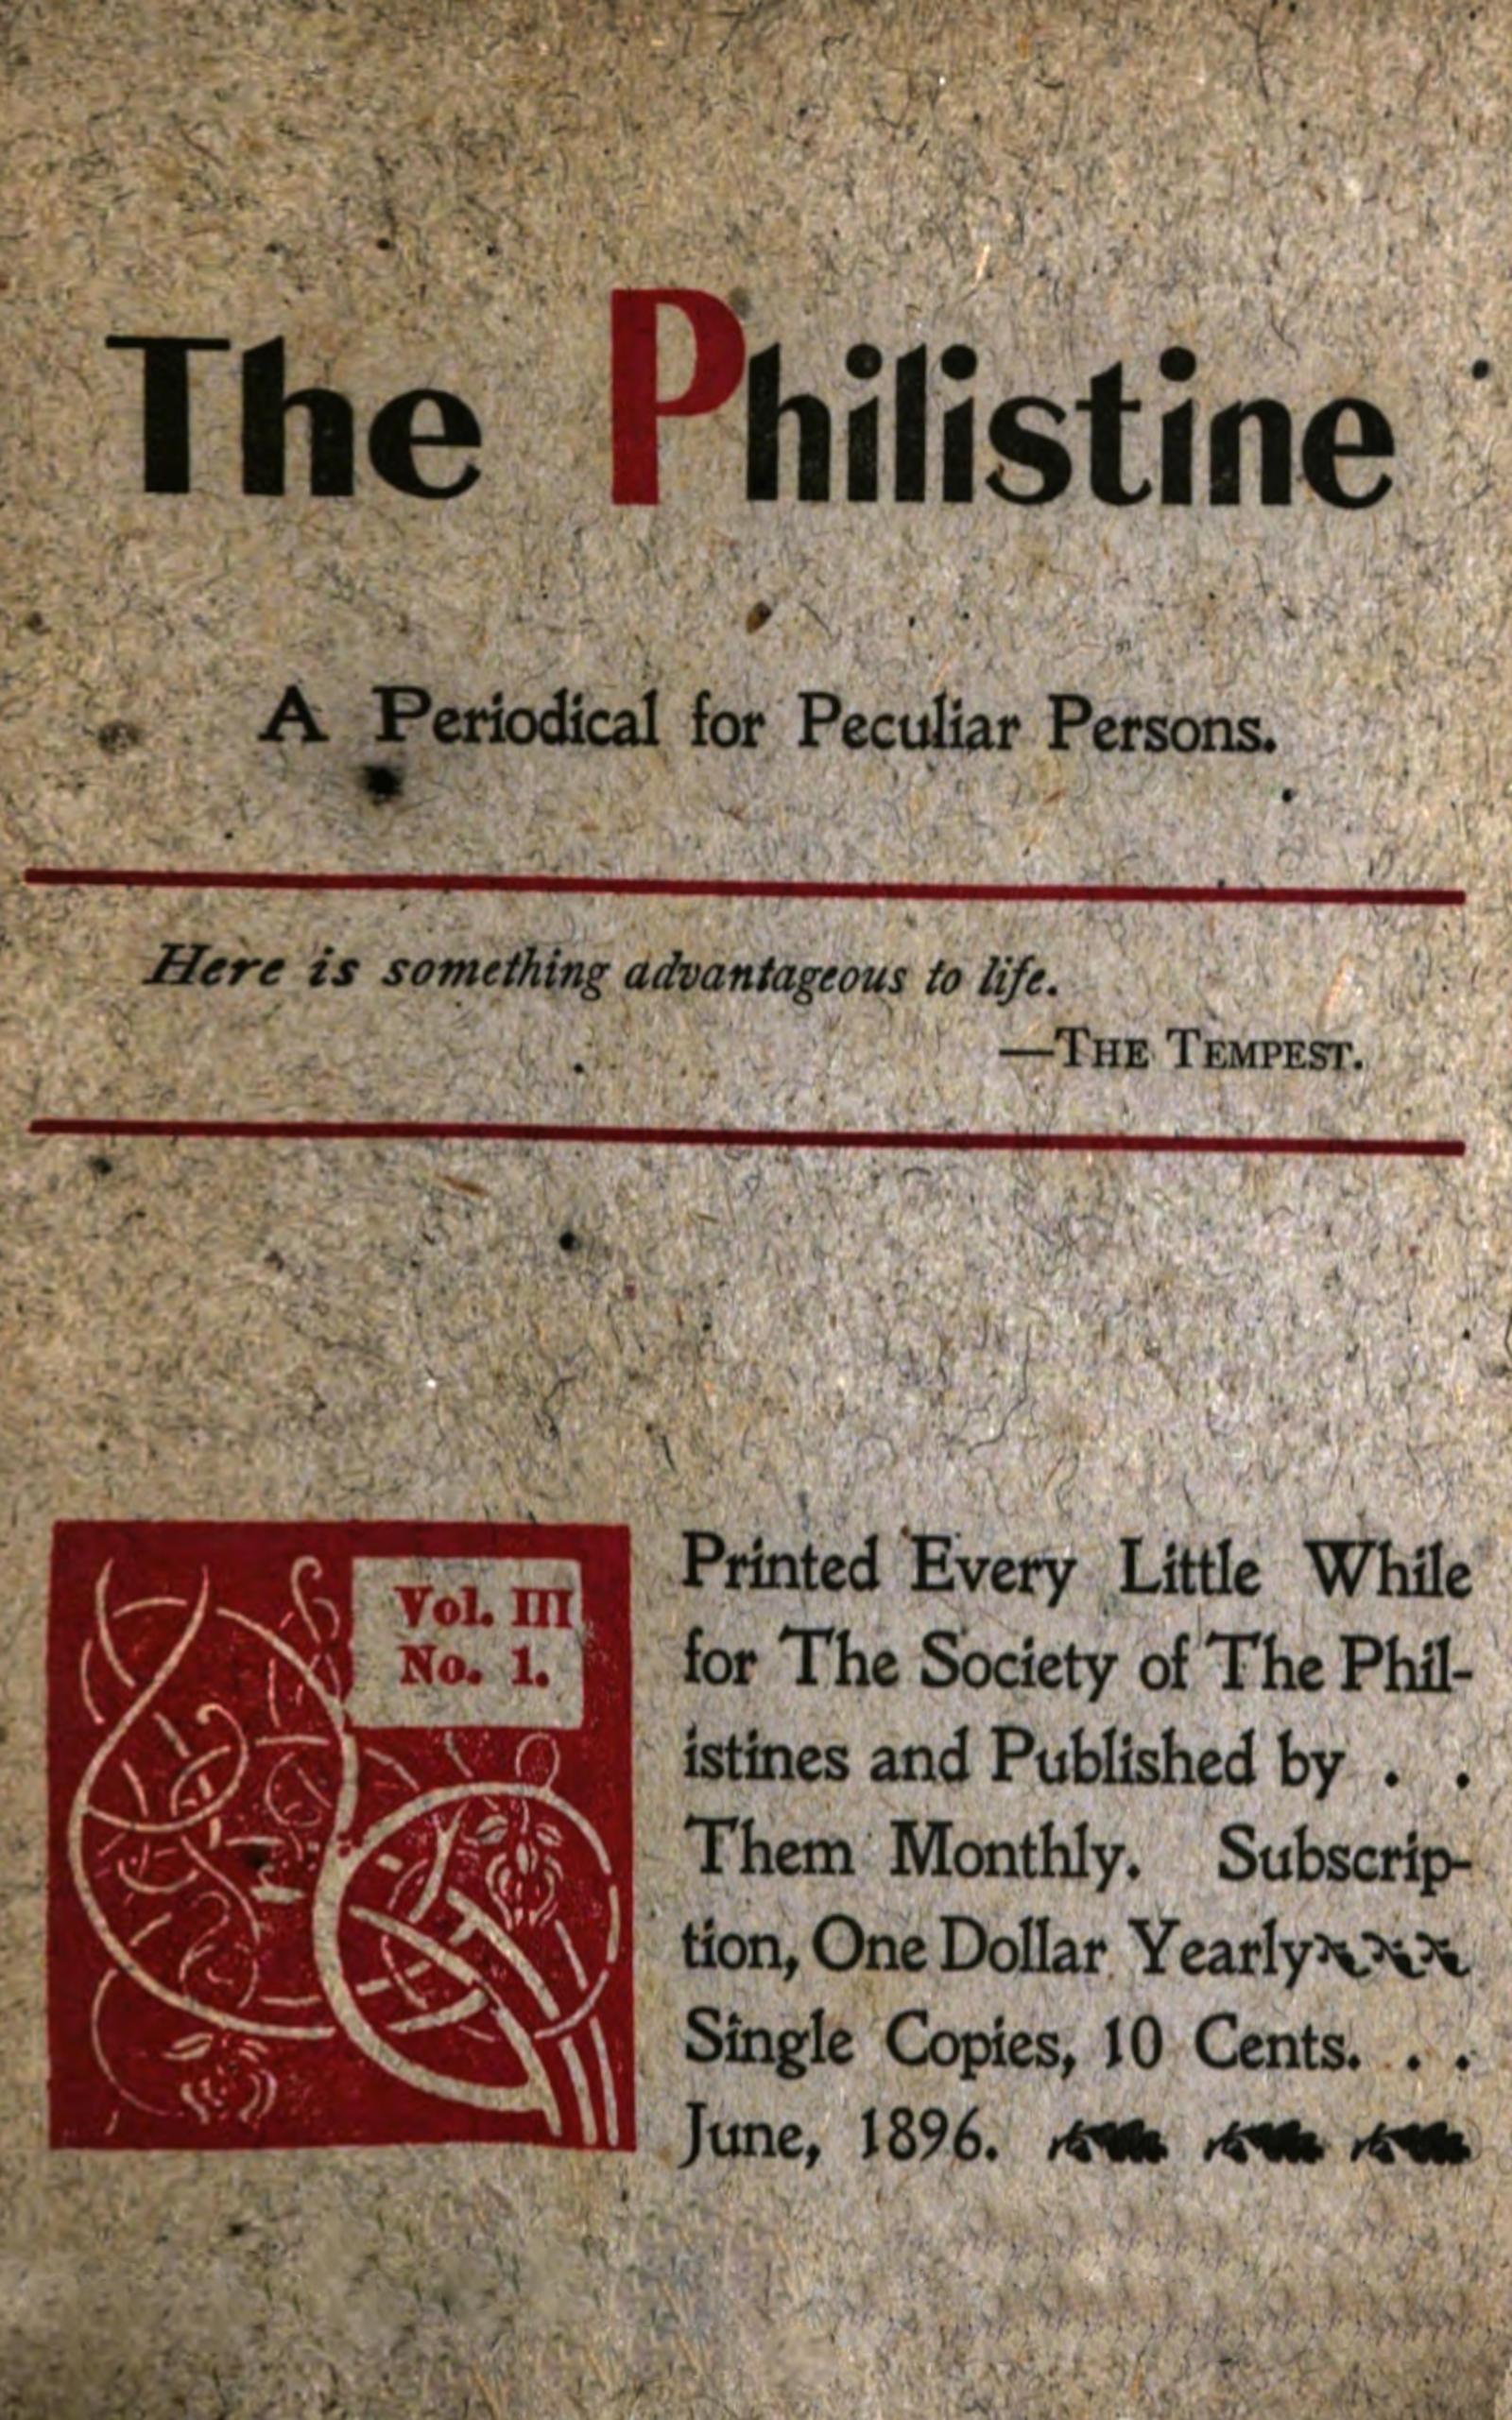 The Philistine
A Periodical for Peculiar Persons.
Here is something advantageous to life.
—THE TEMPEST.
Vol. III
No. 1.
Printed Every Little While
for The Society of The Phil-
istines and Published by . .
Them Monthly. Subscrip-
tion, One Dollar Yearly
Single Copies, 10 Cents. . .
June, 1896.